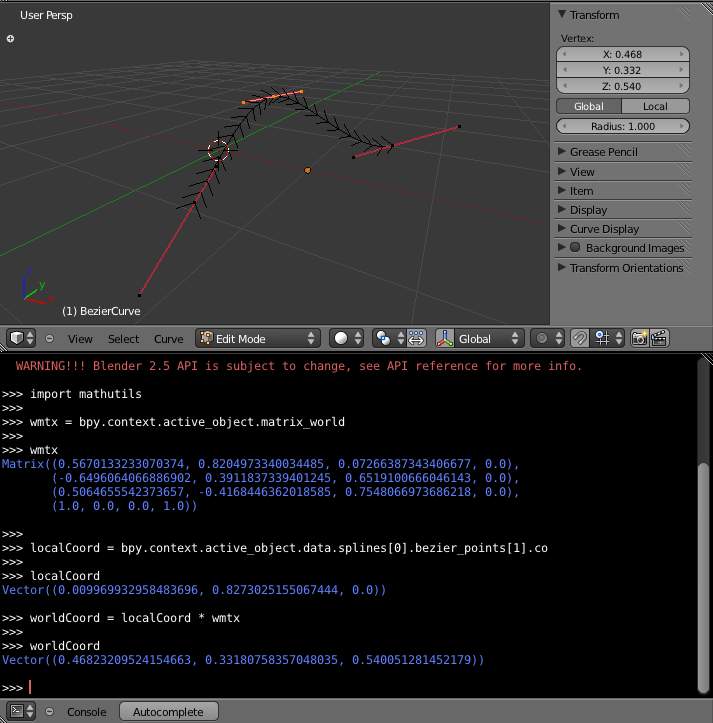 User Persp
Transform
Vertex:
X: 0.468
Y: 0.332
Z: 0.540
Global Local
Radius: 1.000
Grease Pencil
View
Item
Display
Curve Display
Background Images
Transform Orientations
y
(1) BezierCurve
View Select Curve Edit Mode Global
WARNING!!! Blender 2.5 API is subject to change, see API reference for more info.
>>> import mathutils
>>>
>>> wmtx = bpy.context.active_object.matrix_world
>>>
>>> wmtx
Matrix((0.5670133233070374, 0.8204973340034485, 0.07266387343406677, 0.0),
(-0.6496064066886902, 0.3911837339401245, 0.6519100666046143, 0.0),
(0.5064655542373657, -0.4168446362018585, 0.7548066973686218, 0.0),
(1.0, 0.0, 0.0, 1.0))
>>>
>>> localCoord = bpy.context.active_object.data.splines[0].bezier_points[1].co
>>>
>>> localCoord
Vector((0.009969932958483696, 0.8273025155067444, 0.0))
>>> worldCoord = localCoord * wmtx
>>>
>>> worldCoord
Vector((0.46823209524154663, 0.33180758357048035, 0.540051281452179))
>>>
Console Autocomplete